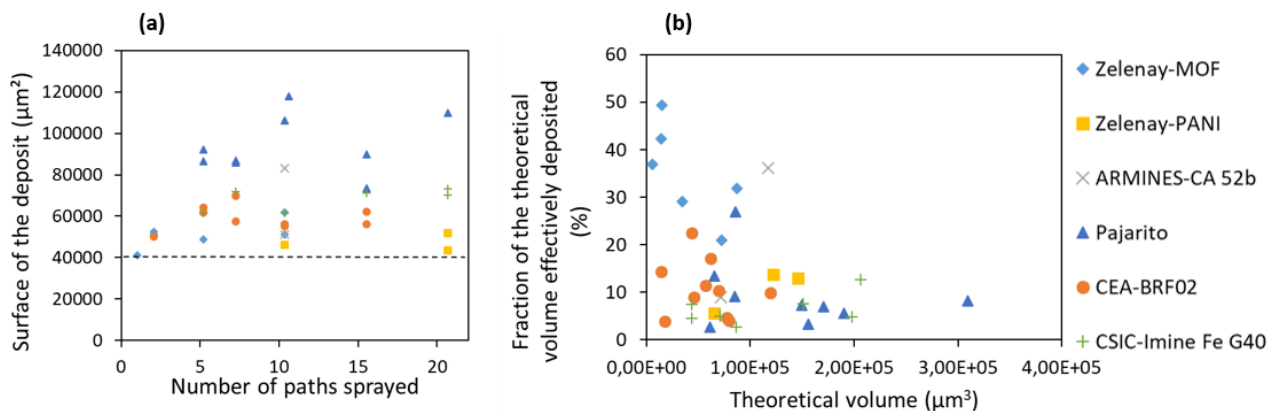 (a)
Surface of the deposit (µm²)
140000
120000
100000
80000
60000
40000
20000
0
0 5 10 15 20
Number of paths sprayed
(b)
Fraction of the theoretical
volume effectively deposited
(%)
60
50
40
30
20
10
0
0,00E+00 1,00E+05 2,00E+05 3,00E+05 4,00E+05
Theoretical volume (µm³)
Zelenay-MOF
Zelenay-PANI
ARMINES-CA 52b
Pajarito
CEA-BRF02
CSIC-Imine Fe G40